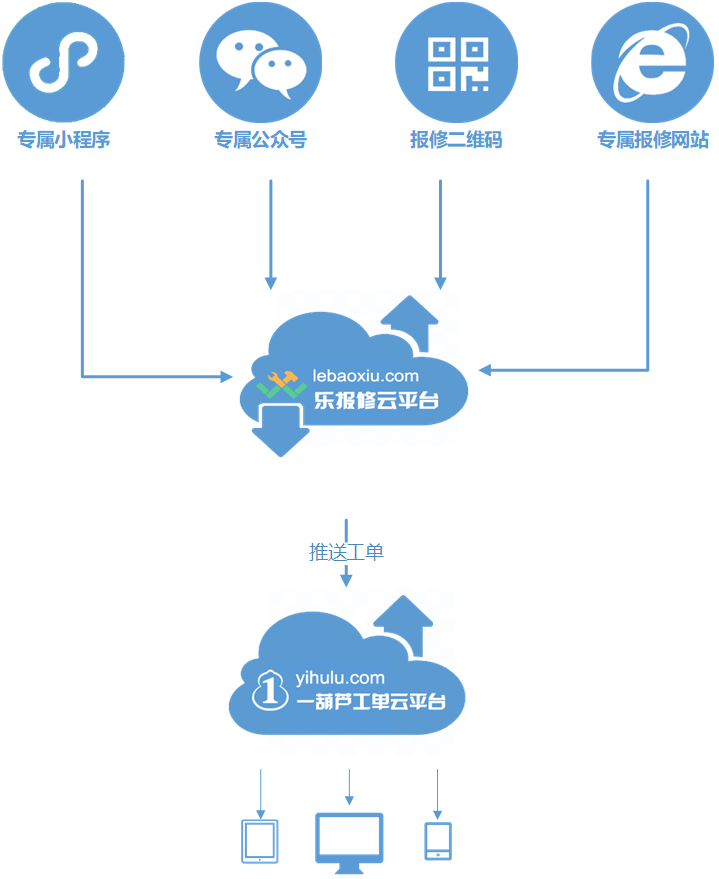 专属小程序
专属公众号
报修二维码
专属报修网站
lebaoxiu.com
乐报修云平台
推送工单
yihulu.com
1
一葫芦工单云平台